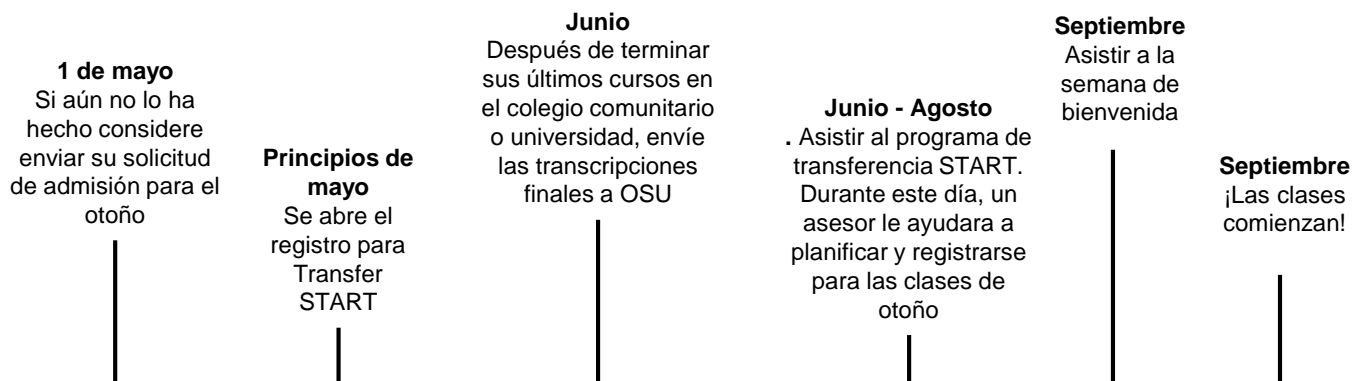 1 de mayo
Si aún no lo ha
hecho considere
enviar su solicitud
de admisión para el
otoño
Principios de
mayo
Se abre el
registro para
Transfer
START
Junio
Después de terminar
sus últimos cursos en
el colegio comunitario
o universidad, envíe
las transcripciones
finales a OSU
Junio - Agosto
. Asistir al programa de
transferencia START.
Durante este día, un
asesor le ayudara a
planificar y registrarse
para las clases de
otoño
Septiembre
Asistir a la
semana de
bienvenida
Septiembre
¡Las clases
comienzan!